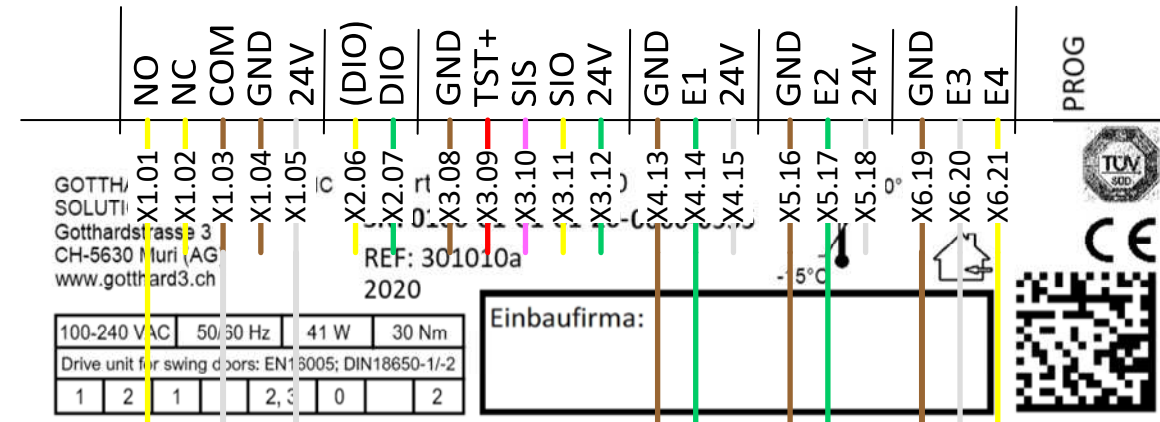 NO NC COM GND 24V (DIO) DIO GND TST+ SIS SIO 24V GND E1 24V GND E2 24V GND E3 E4 PROG
X1.01 X1.02 X1.03 X1.04 X1.05 X2.06 X2.07 X3.08 X3.09 X3.10 X3.11 X3.12 X4.13 X4.14 X4.15 X5.16 X5.17 X5.18 X6.19 X6.20 X6.21
TÜV
SÜD
Gotthardstrasse 3
CH-5630 Muri (AG)
www.gotthard3.ch
REF: 301010a
2020
-15°C
CE
100-240 VAC 50/60 Hz 41 W 30 Nm
Drive unit for swing doors: EN16005; DIN18650-1/-2
1 2 1 2, 3 0 2
Einbaufirma: